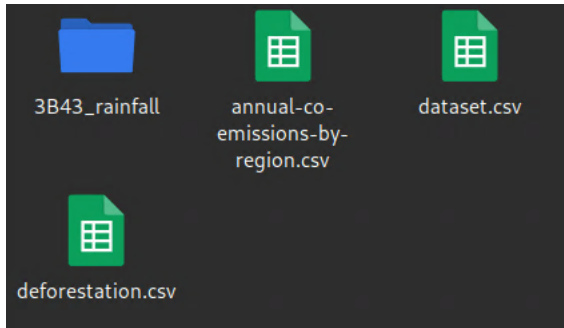 3B43_rainfall
annual-co-
emissions-by-
region.csv
dataset.csv
deforestation.csv